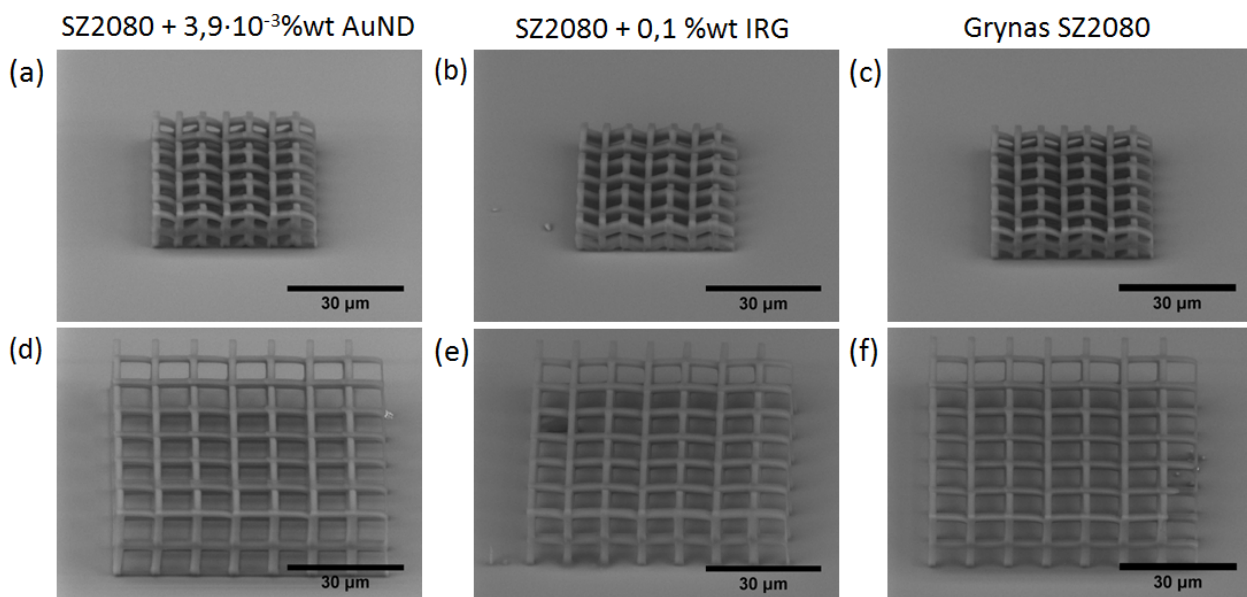 SZ2080 + 3,9·10⁻³%wt AuND
SZ2080 + 0,1 %wt IRG
Grynas SZ2080
(a)
(b)
(c)
30 µm
30 µm
30 µm
(d)
(e)
(f)
30 µm
30 µm
30 µm